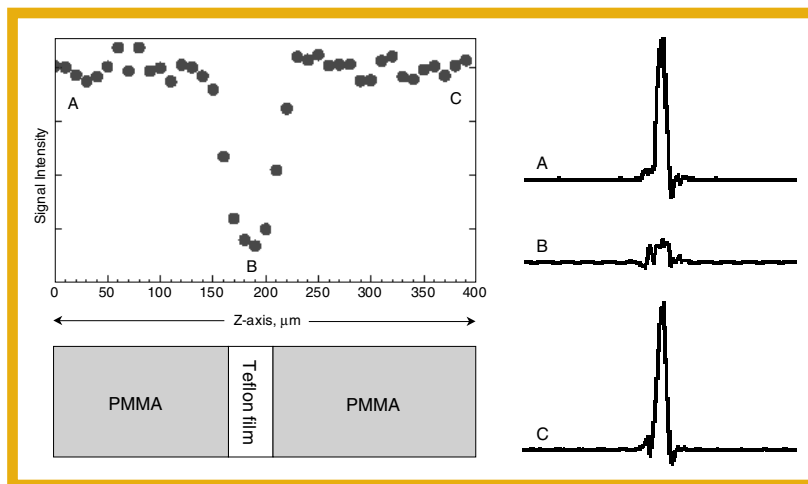 A
C
Signal Intensity
B
0 50 100 150 200 250 300 350 400
Z-axis, µm
PMMA
Teflon film
PMMA
A
B
C